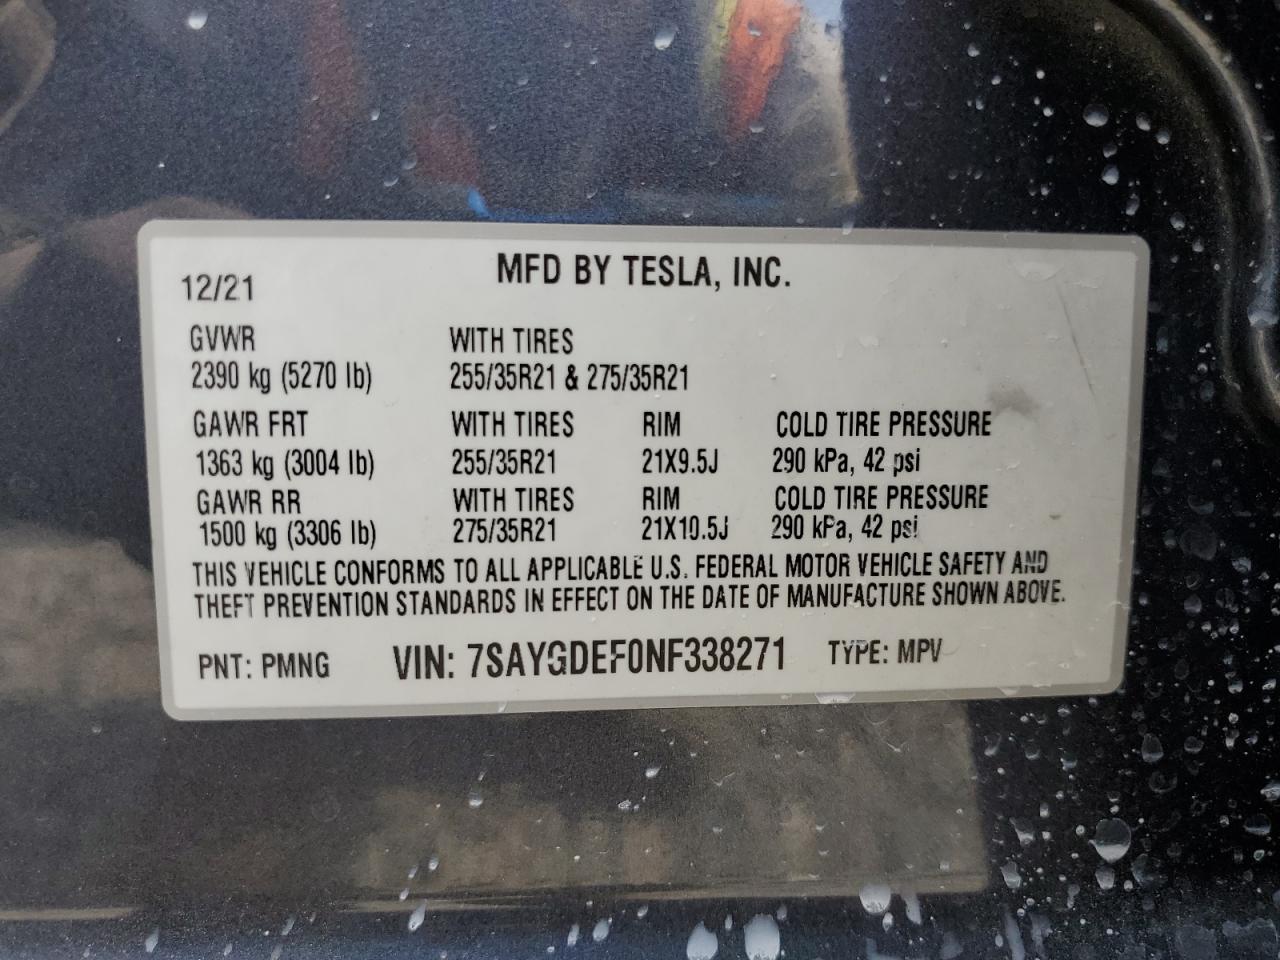 MFD BY TESLA, INC.
12/21
GVWR WITH TIRES
2390 kg (5270 lb) 255/35R21 & 275/35R21
GAWR FRT WITH TIRES RIM COLD TIRE PRESSURE
1363 kg (3004 lb) 255/35R21 21X9.5J 290 kPa, 42 psi
GAWR RR WITH TIRES RIM COLD TIRE PRESSURE
1500 kg (3306 lb) 275/35R21 21X10.5J 290 kPa, 42 psi
THIS VEHICLE CONFORMS TO ALL APPLICABLE U.S. FEDERAL MOTOR VEHICLE SAFETY AND
THEFT PREVENTION STANDARDS IN EFFECT ON THE DATE OF MANUFACTURE SHOWN ABOVE.
PNT: PMNG VIN: 7SAYGDEF0NF338271 TYPE: MPV